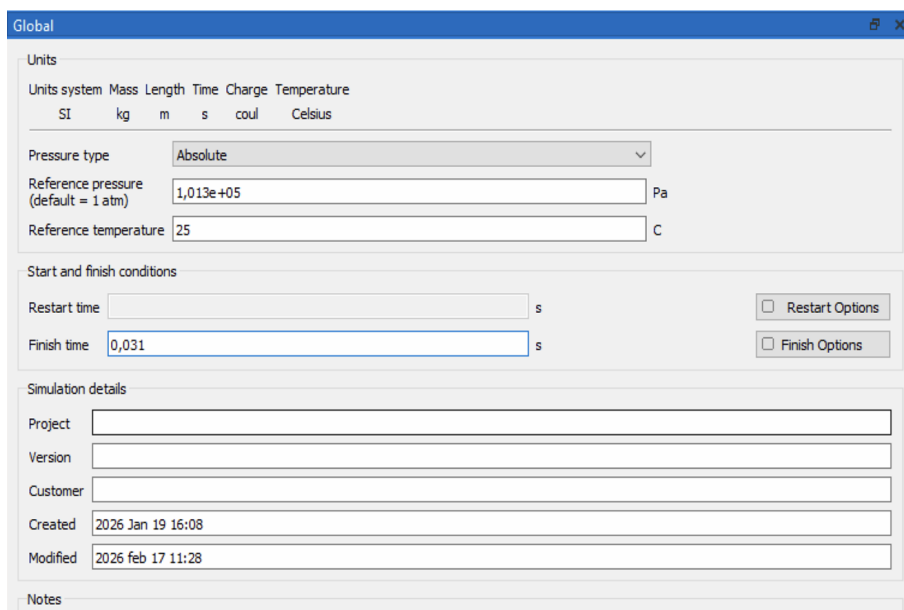 Global
Units
Units system Mass Length Time Charge Temperature
SI kg m s coul Celsius
Pressure type Absolute
Reference pressure
(default = 1 atm) 1,013e+05 Pa
Reference temperature 25 C
Start and finish conditions
Restart time s Restart Options
Finish time 0,031 s Finish Options
Simulation details
Project
Version
Customer
Created 2026 Jan 19 16:08
Modified 2026 feb 17 11:28
Notes